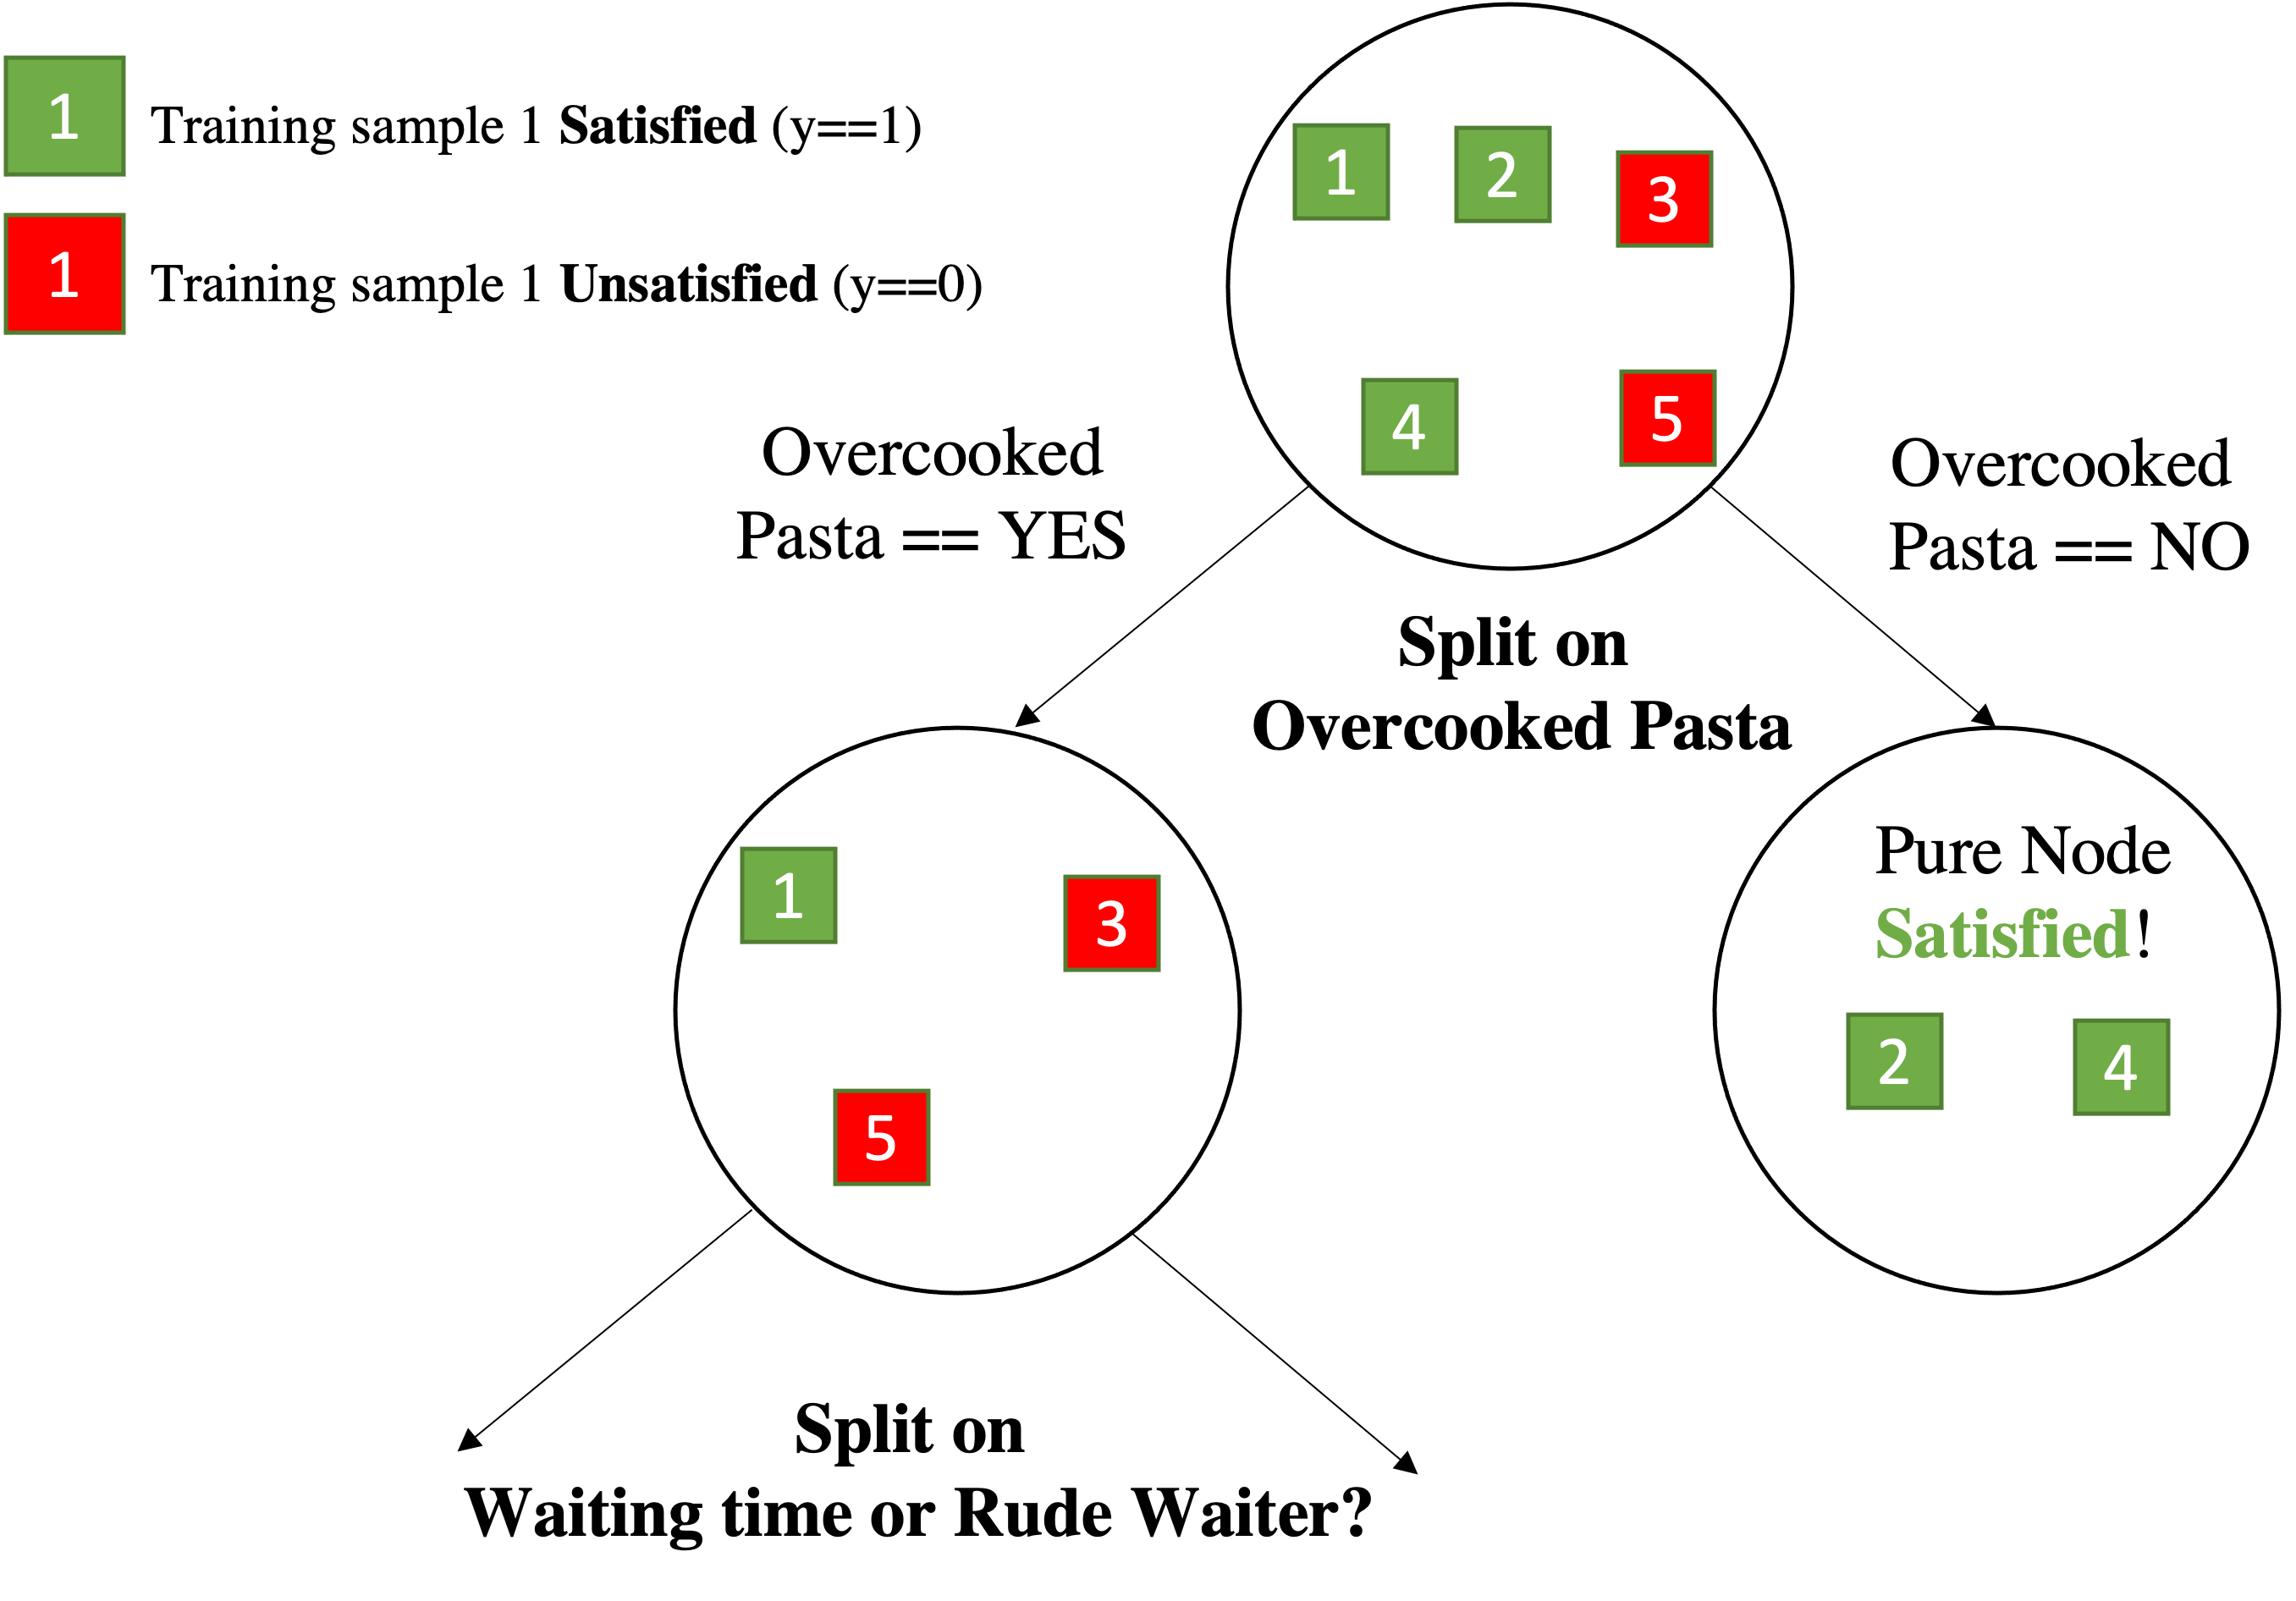 1
Training sample 1 Satisfied (y==1)
1
Training sample 1 Unsatisfied (y==0)
1
2
3
4
5
Overcooked
Pasta == YES
Overcooked
Pasta == NO
Split on
Overcooked Pasta
1
3
5
Pure Node
Satisfied!
2
4
Split on
Waiting time or Rude Waiter?